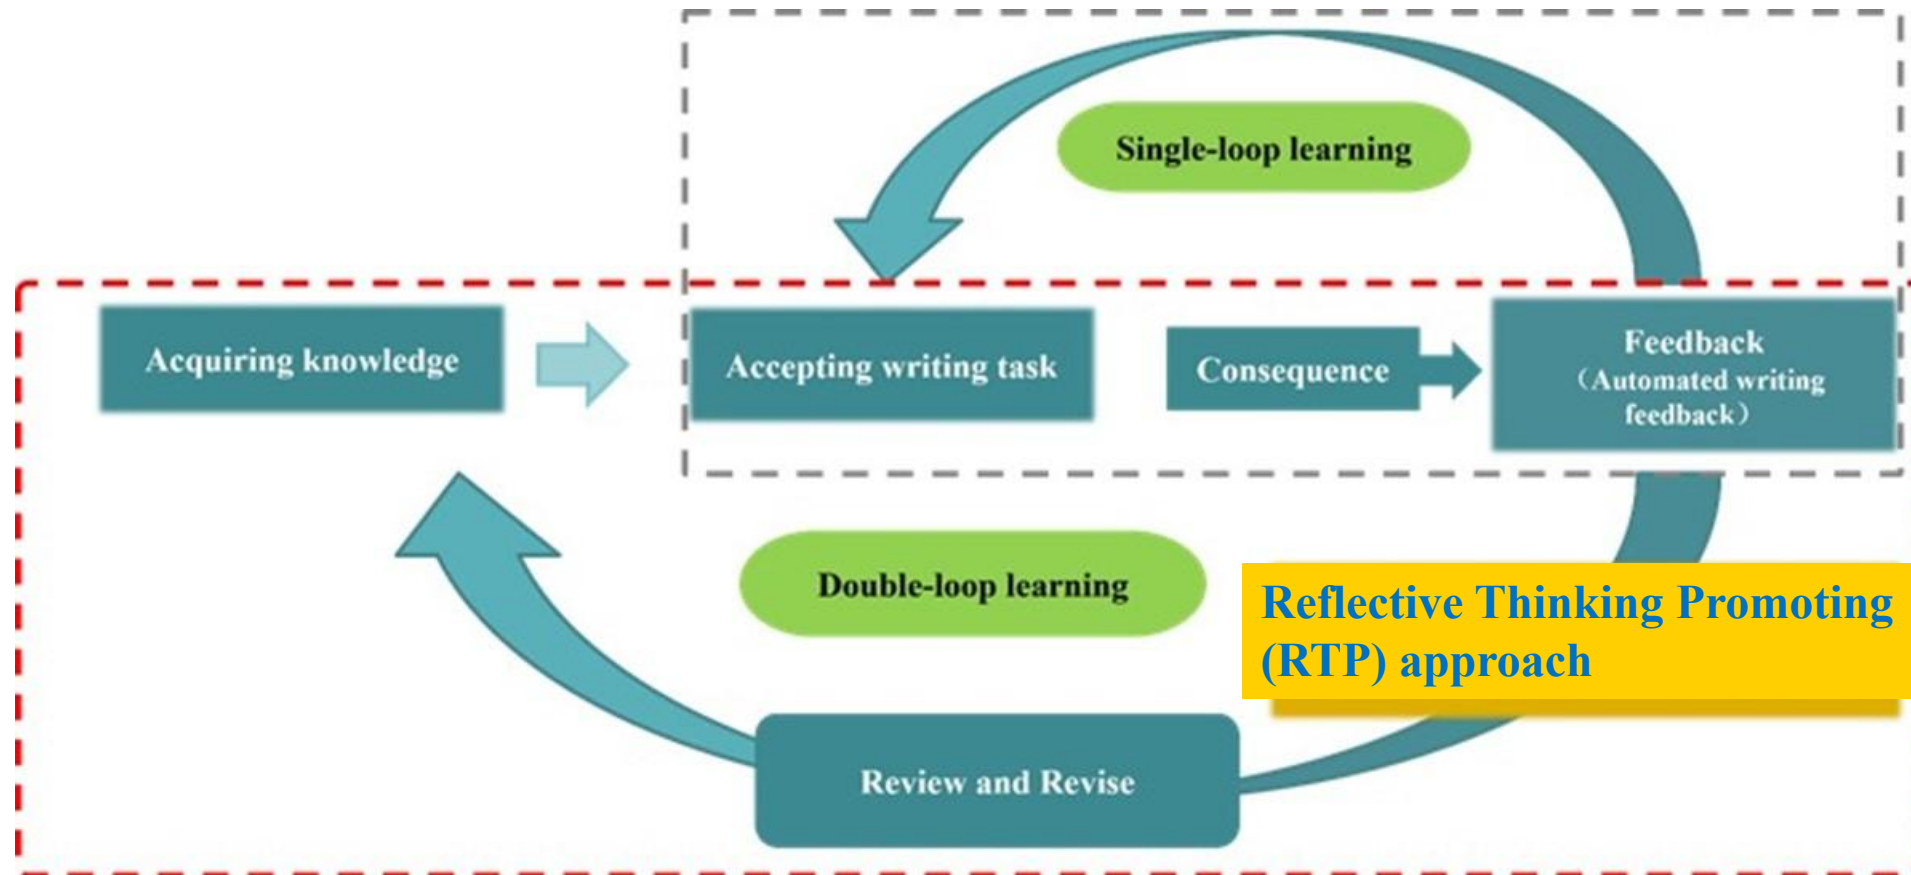 Single-loop learning
Acquiring knowledge
Accepting writing task
Consequence
Feedback
（Automated writing
feedback）
Double-loop learning
Reflective Thinking Promoting
(RTP) approach
Review and Revise